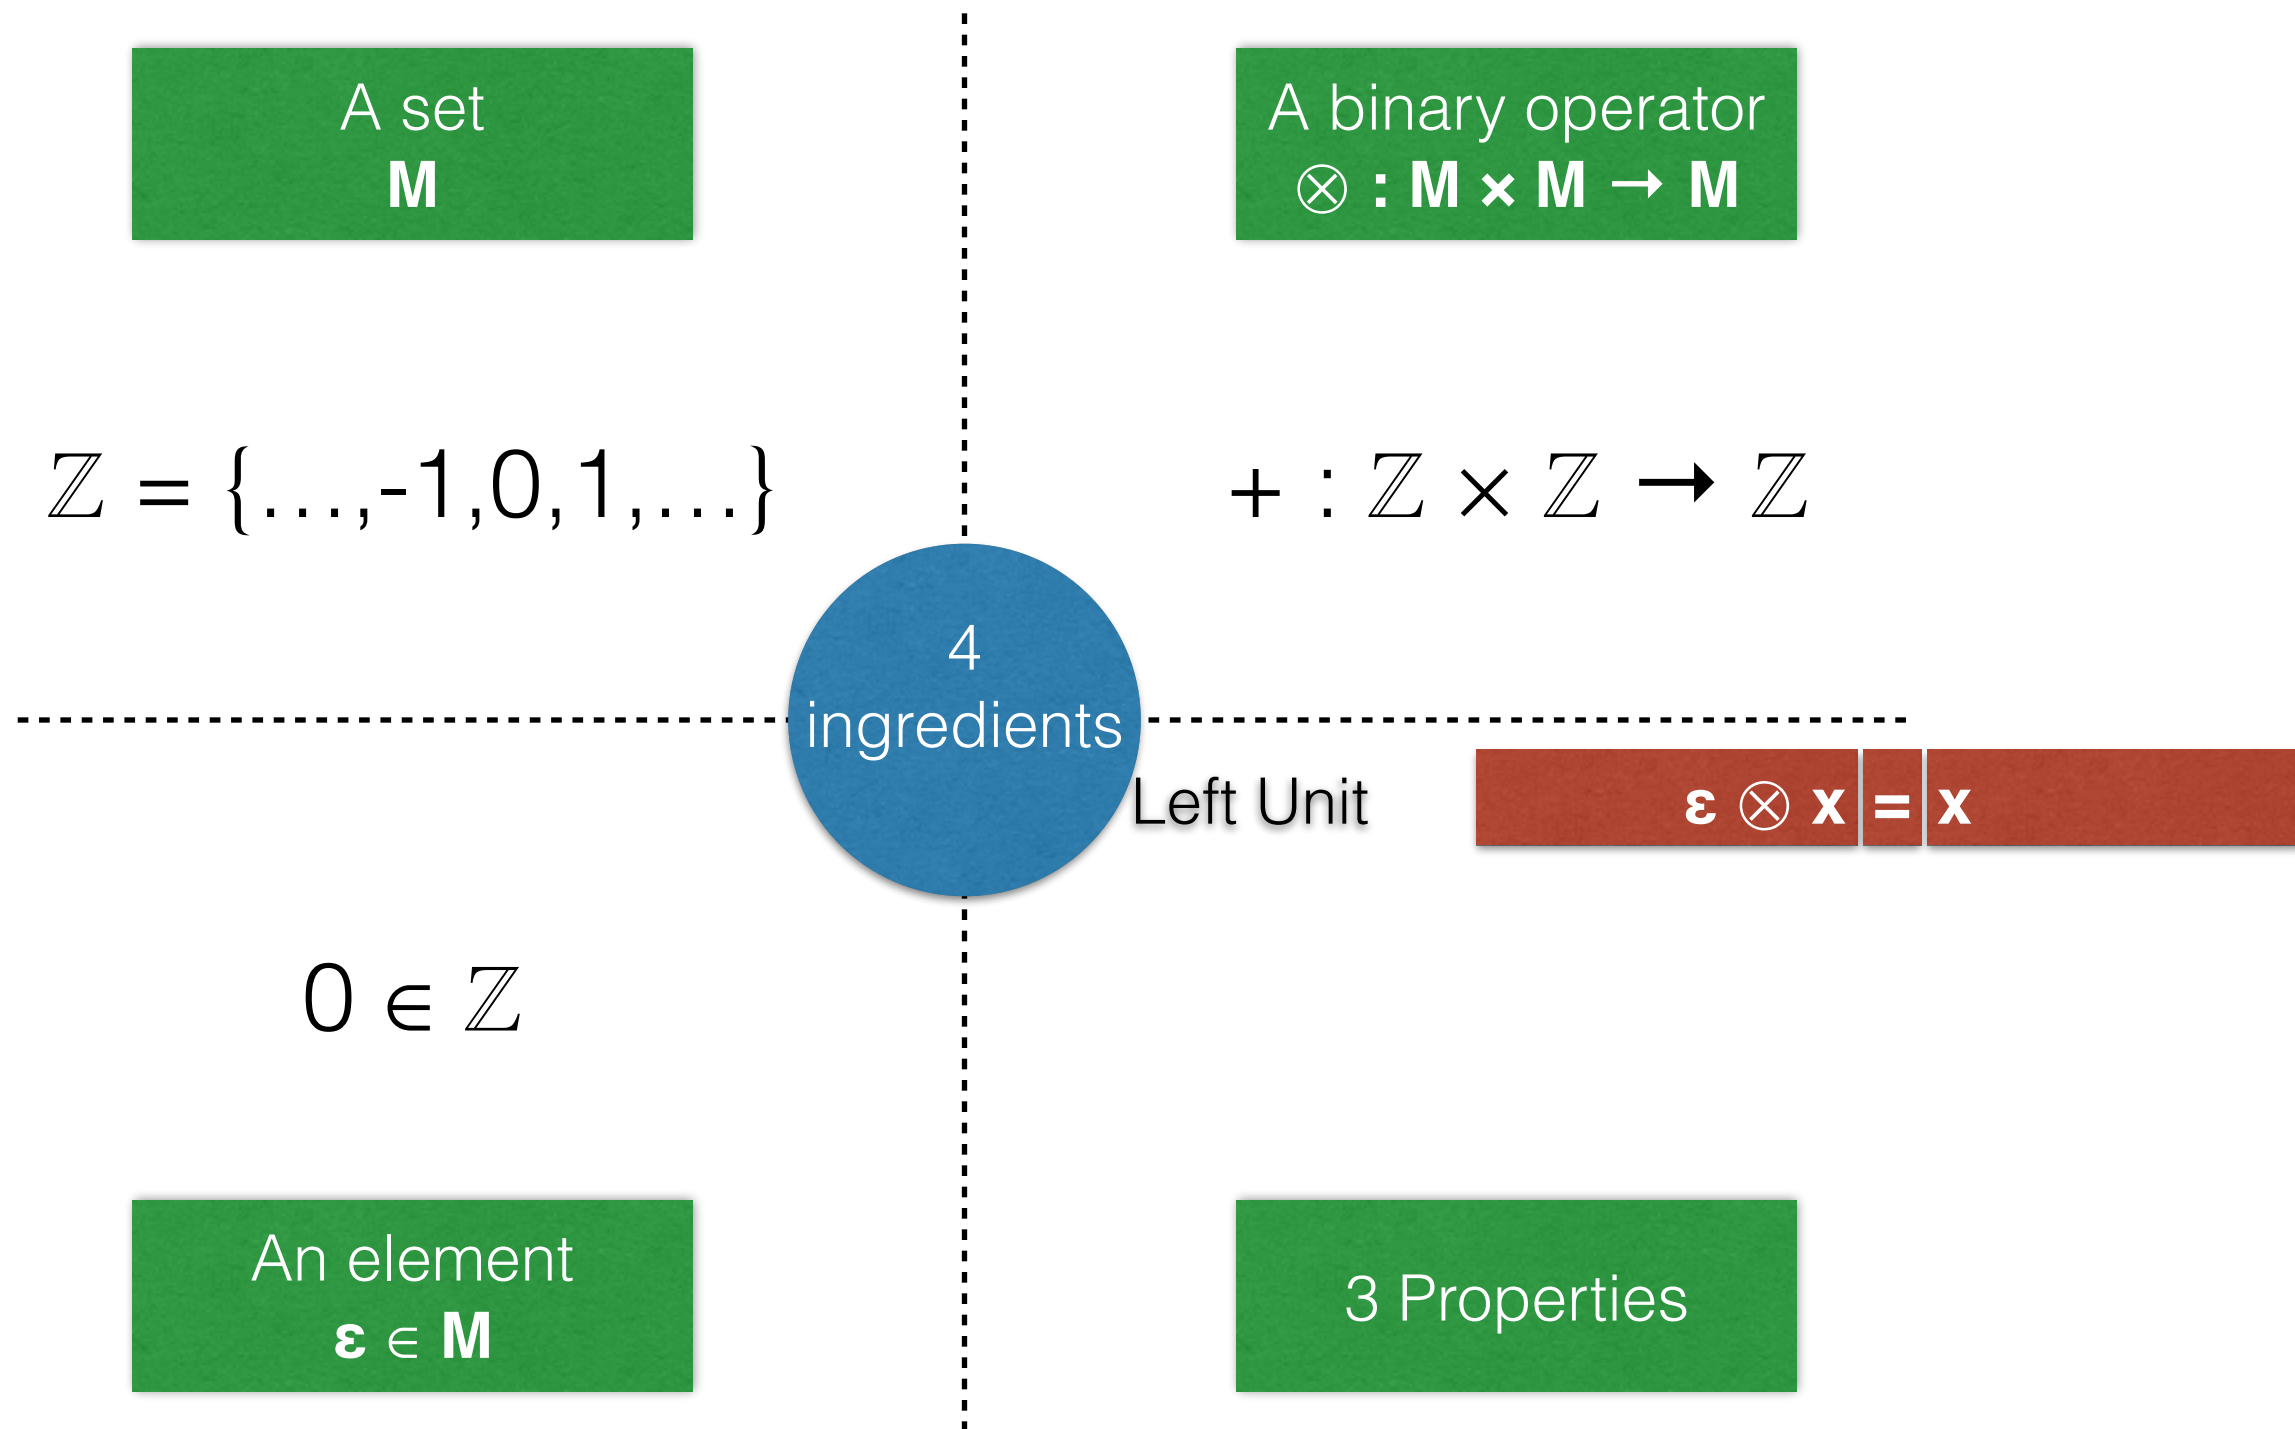 A set
M
A binary operator
⊗ : M × M → M
ℤ = {…,-1,0,1,…}
+ : ℤ × ℤ → ℤ
4
ingredients
Left Unit
ε ⊗ x = x
0 ∈ ℤ
An element
ε ∈ M
3 Properties